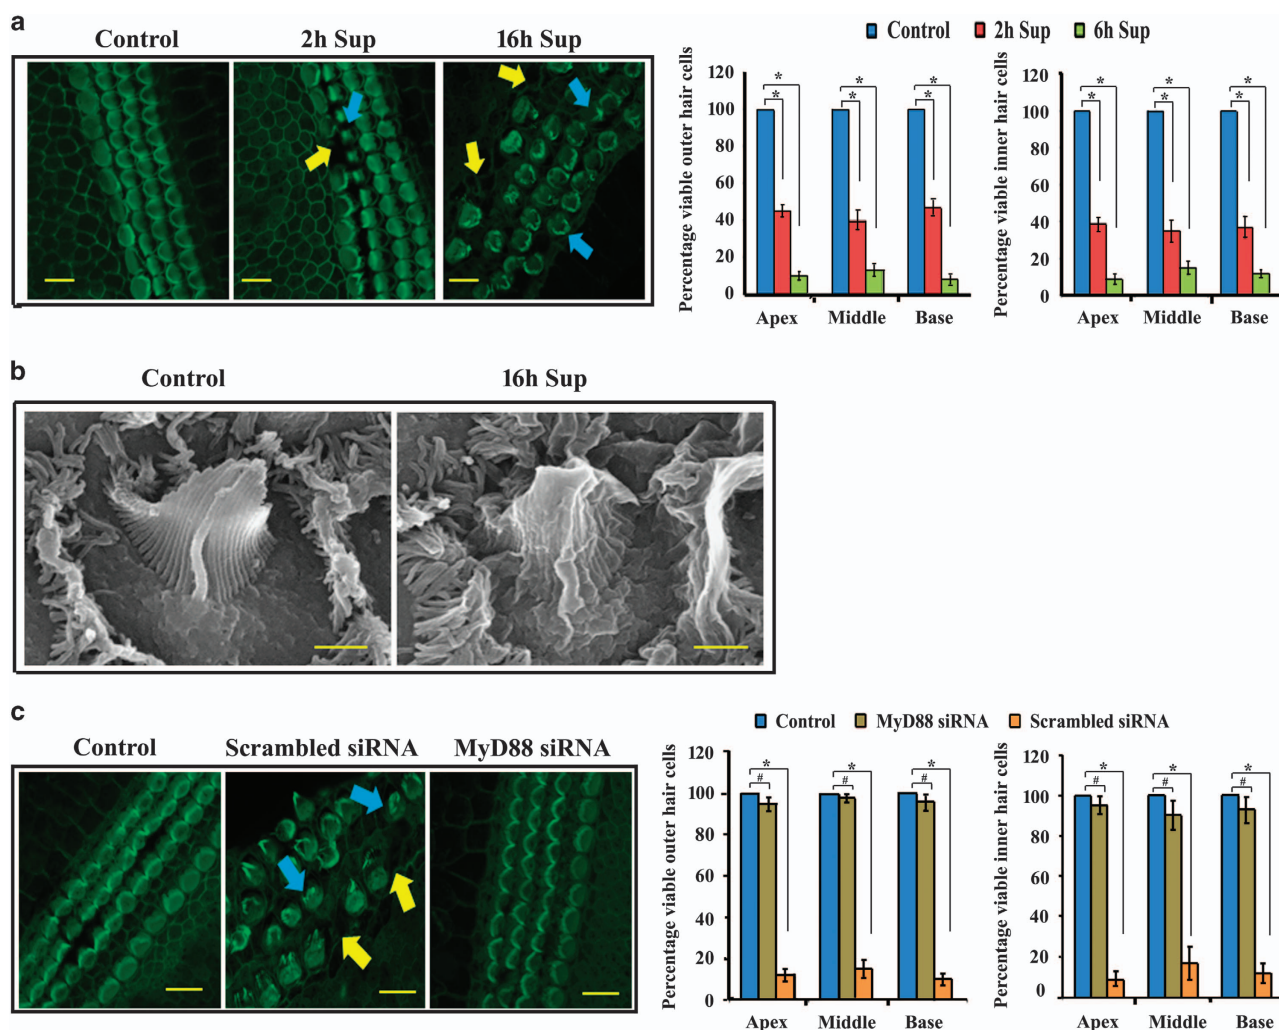 a
Control 2h Sup 16h Sup
Control 2h Sup 6h Sup
Percentage viable outer hair cells
120
100
80
60
40
20
0
Apex Middle Base
Percentage viable inner hair cells
120
100
80
60
40
20
0
Apex Middle Base
* * * * * *
* * * * * *
b
Control 16h Sup
c
Control Scrambled siRNA MyD88 siRNA
Control MyD88 siRNA Scrambled siRNA
Percentage viable outer hair cells
120
100
80
60
40
20
0
Apex Middle Base
Percentage viable inner hair cells
120
100
80
60
40
20
0
Apex Middle Base
* # * # * #
* # * # * #